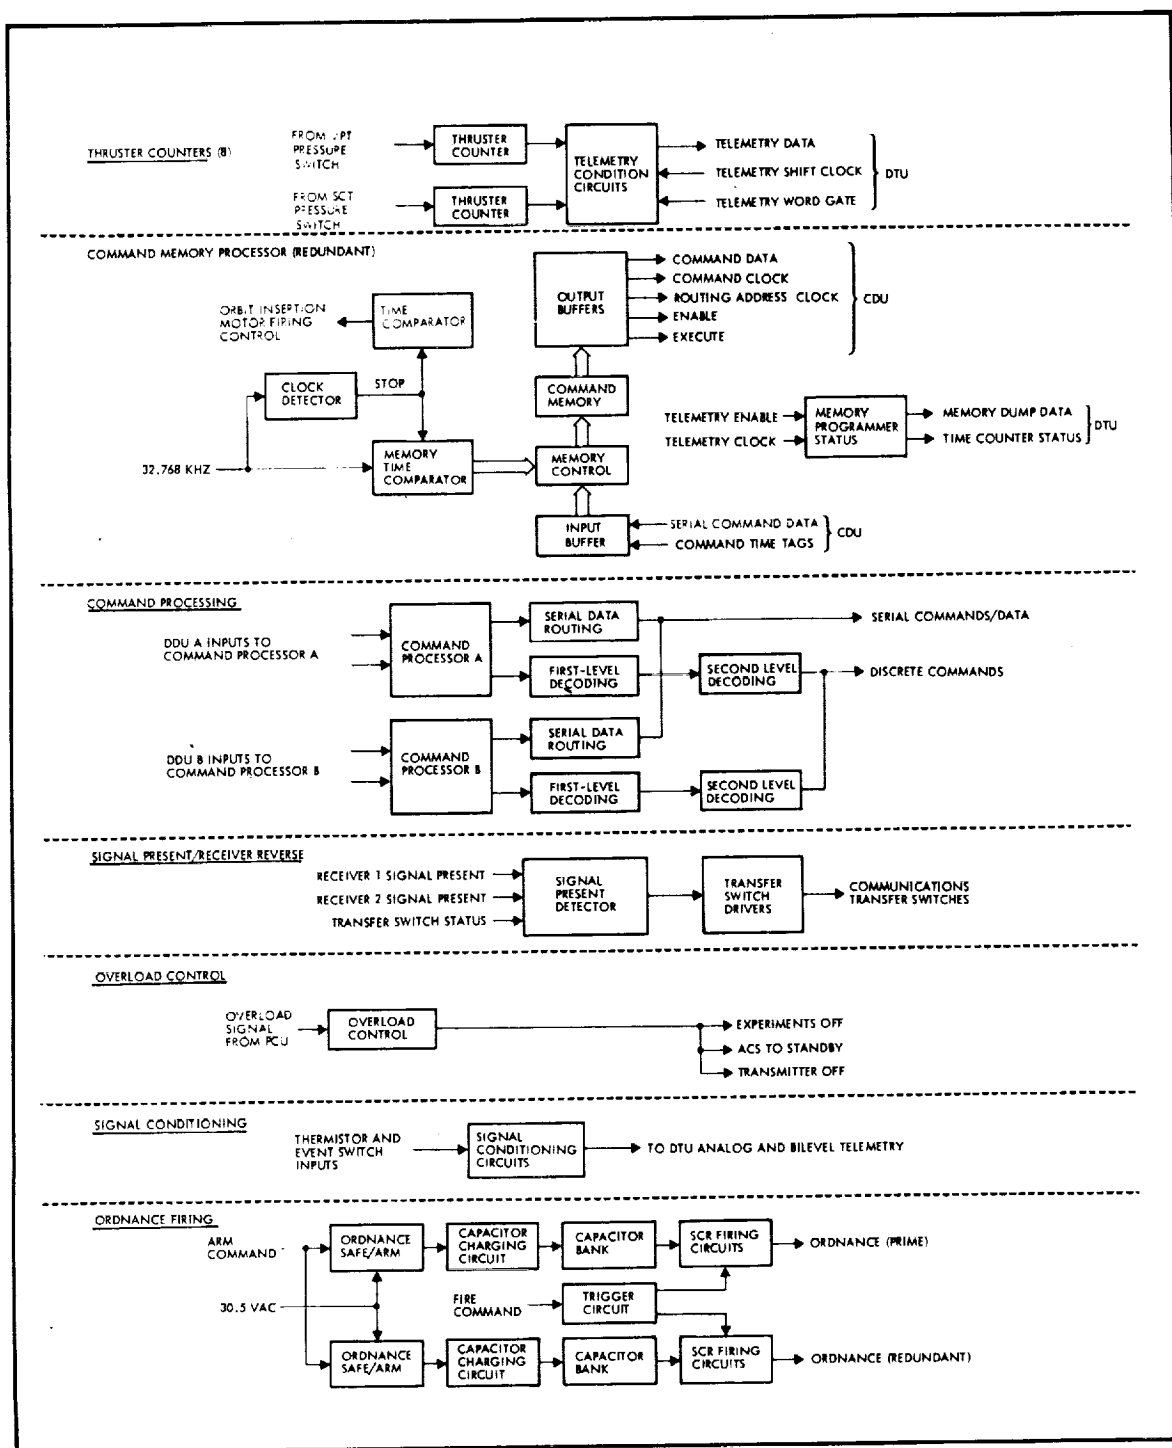 THRUSTER COUNTERS (8)
FROM
PRESSURE
SWITCH
THRUSTER
COUNTER
FROM SCT
PRESSURE
SWITCH
THRUSTER
COUNTER
TELEMETRY
CONDITION
CIRCUITS
TELEMETRY DATA
TELEMETRY SHIFT CLOCK
TELEMETRY WORD GATE
DTU
COMMAND MEMORY PROCESSOR (REDUNDANT)
ORBIT INSERTION
MOTOR FIRING
CONTROL
TIME
COMPARATOR
CLOCK
DETECTOR
STOP
32.768 KHZ
MEMORY
TIME
COMPARATOR
OUTPUT
BUFFERS
COMMAND
MEMORY
MEMORY
CONTROL
INPUT
BUFFER
COMMAND DATA
COMMAND CLOCK
ROUTING ADDRESS CLOCK
ENABLE
EXECUTE
CDU
TELEMETRY ENABLE
TELEMETRY CLOCK
MEMORY
PROGRAMMER
STATUS
MEMORY DUMP DATA
TIME COUNTER STATUS
DTU
SERIAL COMMAND DATA
COMMAND TIME TAGS
CDU
COMMAND PROCESSING
DDU A INPUTS TO
COMMAND PROCESSOR A
COMMAND
PROCESSOR A
SERIAL DATA
ROUTING
FIRST-LEVEL
DECODING
SECOND LEVEL
DECODING
SERIAL COMMANDS/DATA
DISCRETE COMMANDS
DDU B INPUTS TO
COMMAND PROCESSOR B
COMMAND
PROCESSOR B
SERIAL DATA
ROUTING
FIRST-LEVEL
DECODING
SECOND LEVEL
DECODING
SIGNAL PRESENT/RECEIVER REVERSE
RECEIVER 1 SIGNAL PRESENT
RECEIVER 2 SIGNAL PRESENT
TRANSFER SWITCH STATUS
SIGNAL
PRESENT
DETECTOR
TRANSFER
SWITCH
DRIVERS
COMMUNICATIONS
TRANSFER SWITCHES
OVERLOAD CONTROL
OVERLOAD
SIGNAL
FROM PCU
OVERLOAD
CONTROL
EXPERIMENTS OFF
ACS TO STANDBY
TRANSMITTER OFF
SIGNAL CONDITIONING
THERMISTOR AND
EVENT SWITCH
INPUTS
SIGNAL
CONDITIONING
CIRCUITS
TO DTU ANALOG AND BILEVEL TELEMETRY
ORDNANCE FIRING
ARM
COMMAND
30.5 VAC
ORDNANCE
SAFE/ARM
CAPACITOR
CHARGING
CIRCUIT
CAPACITOR
BANK
SCR FIRING
CIRCUITS
ORDNANCE (PRIME)
FIRE
COMMAND
TRIGGER
CIRCUIT
ORDNANCE
SAFE/ARM
CAPACITOR
CHARGING
CIRCUIT
CAPACITOR
BANK
SCR FIRING
CIRCUITS
ORDNANCE (REDUNDANT)